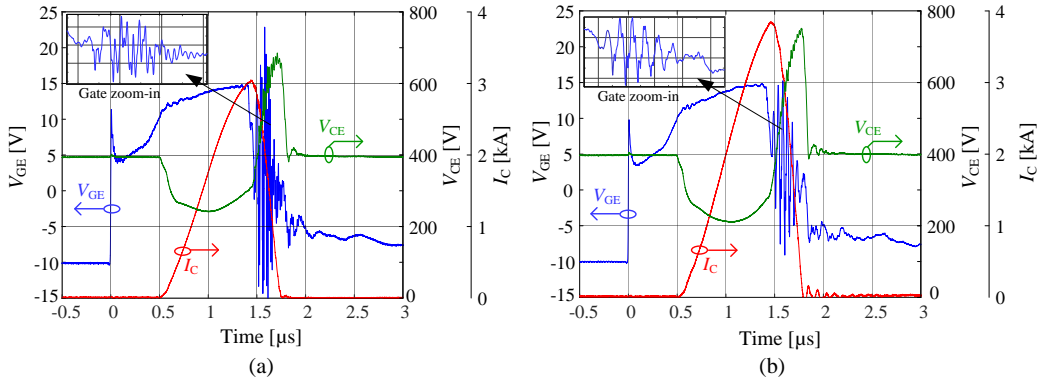 25 20 15 10 5 0 -5 -10 -15
V_GE [V]
Gate zoom-in
V_CE
V_GE
I_C
800 600 400 200 0
V_CE [V]
4 3 2 1 0
I_C [kA]
-0.5 0 0.5 1 1.5 2 2.5 3
Time [µs]
(a)
25 20 15 10 5 0 -5 -10 -15
V_GE [V]
Gate zoom-in
V_CE
V_GE
I_C
800 600 400 200 0
V_CE [V]
4 3 2 1 0
I_C [kA]
-0.5 0 0.5 1 1.5 2 2.5 3
Time [µs]
(b)